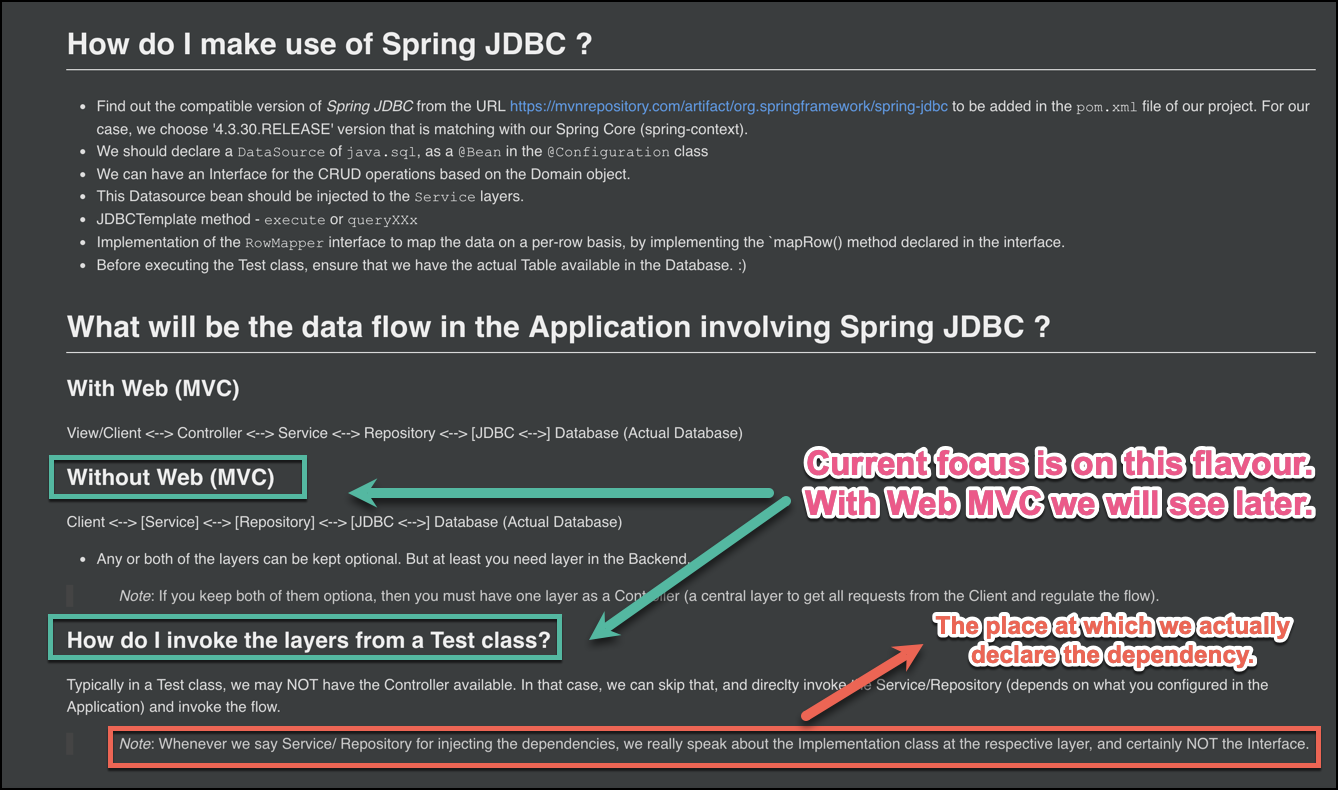 How do I make use of Spring JDBC ?
Find out the compatible version of Spring JDBC from the URL https://mvnrepository.com/artifact/org.springframework/spring-jdbc to be added in the pom.xml file of our project. For our
case, we choose '4.3.30.RELEASE' version that is matching with our Spring Core (spring-context).
We should declare a DataSource of java.sql, as a @Bean in the @Configuration class
We can have an Interface for the CRUD operations based on the Domain object.
This Datasource bean should be injected to the Service layers.
JDBCTemplate method - execute or queryXXx
Implementation of the RowMapper interface to map the data on a per-row basis, by implementing the `mapRow() method declared in the interface.
Before executing the Test class, ensure that we have the actual Table available in the Database. :)
What will be the data flow in the Application involving Spring JDBC ?
With Web (MVC)
View/Client <--> Controller <--> Service <--> Repository <--> [JDBC <-->] Database (Actual Database)
Current focus is on this flavour.
With Web MVC we will see later.
Without Web (MVC)
Client <--> [Service] <--> [Repository] <--> [JDBC <-->] Database (Actual Database)
Any or both of the layers can be kept optional. But at least you need layer in the Backend.
Note: If you keep both of them optiona, then you must have one layer as a Controller (a central layer to get all requests from the Client and regulate the flow).
The place at which we actually
declare the dependency.
How do I invoke the layers from a Test class?
Typically in a Test class, we may NOT have the Controller available. In that case, we can skip that, and direclty invoke the Service/Repository (depends on what you configured in the
Application) and invoke the flow.
Note: Whenever we say Service/ Repository for injecting the dependencies, we really speak about the Implementation class at the respective layer, and certainly NOT the Interface.